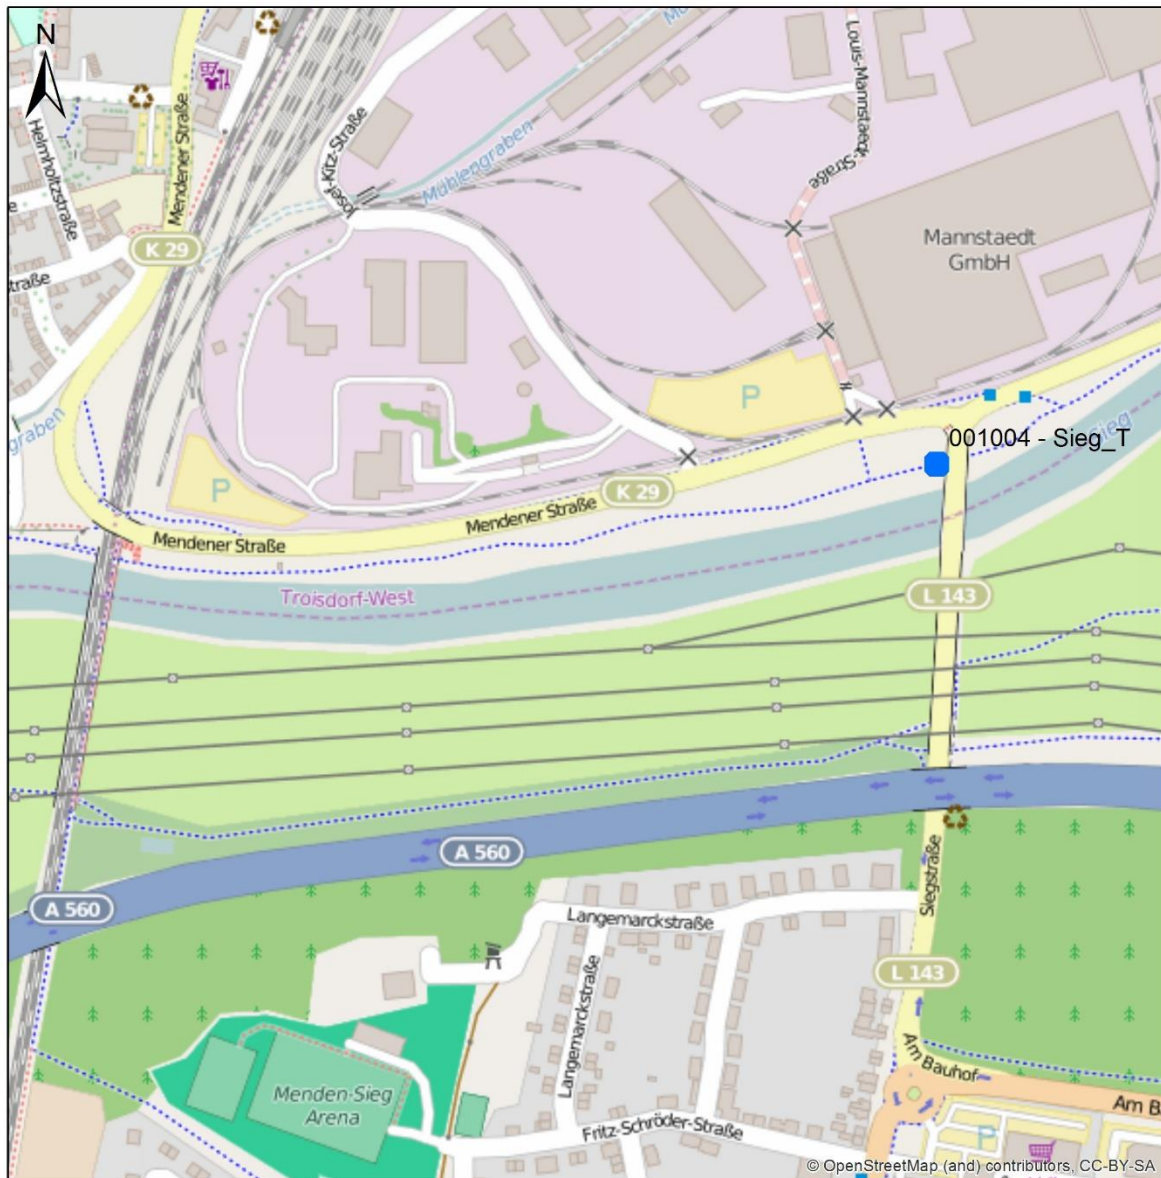 N
Helmholtzstraße
Mendener Straße
K 29
traße
graben
Josef-Kitz-Straße
Mühlengraben
Louis-Mannstaedt-
Straße
Mannstaedt
GmbH
P
P
001004 - Sieg_T
Sieg
K 29
Mendener Straße
Mendener Straße
Troisdorf-West
L 143
A 560
A 560
Siegstraße
Langemarckstraße
Langemarckstraße
L 143
Am Bauhof
Am B
Menden-Sieg
Arena
Fritz-Schröder-Straße
P
© OpenStreetMap (and) contributors, CC-BY-SA